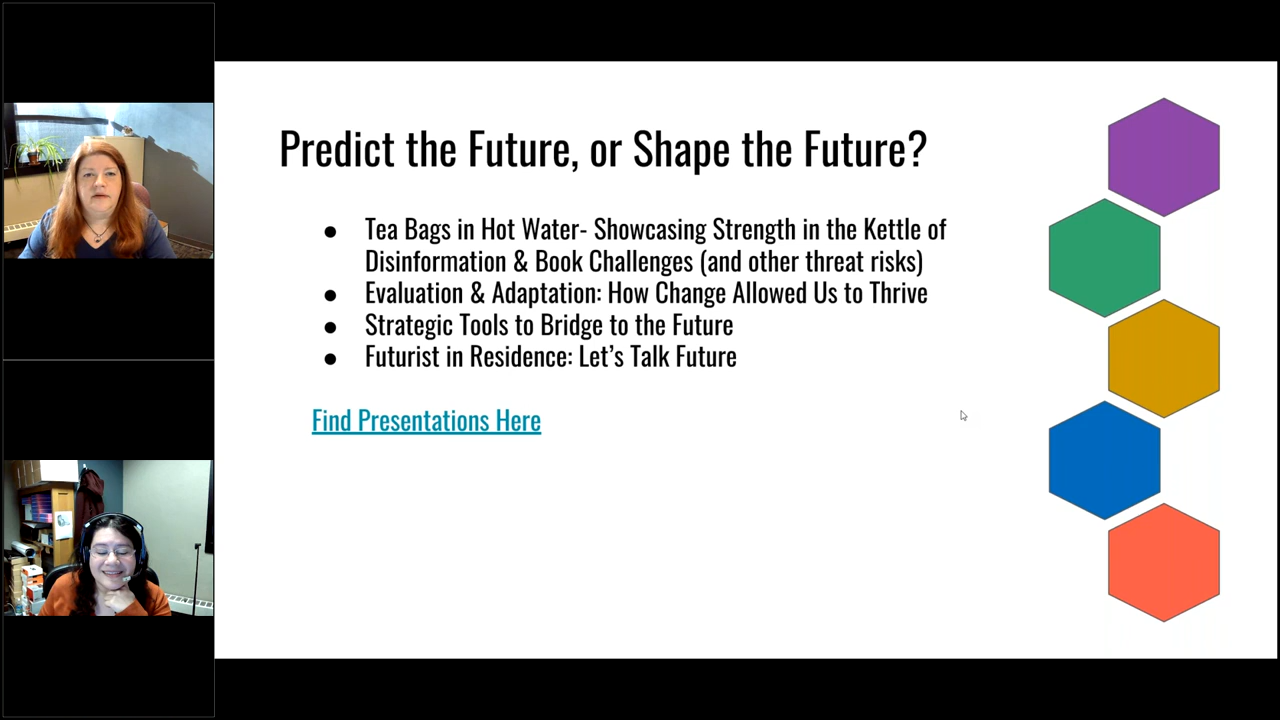 Predict the Future, or Shape the Future?
● Tea Bags in Hot Water- Showcasing Strength in the Kettle of
Disinformation & Book Challenges (and other threat risks)
● Evaluation & Adaptation: How Change Allowed Us to Thrive
● Strategic Tools to Bridge to the Future
● Futurist in Residence: Let’s Talk Future
Find Presentations Here